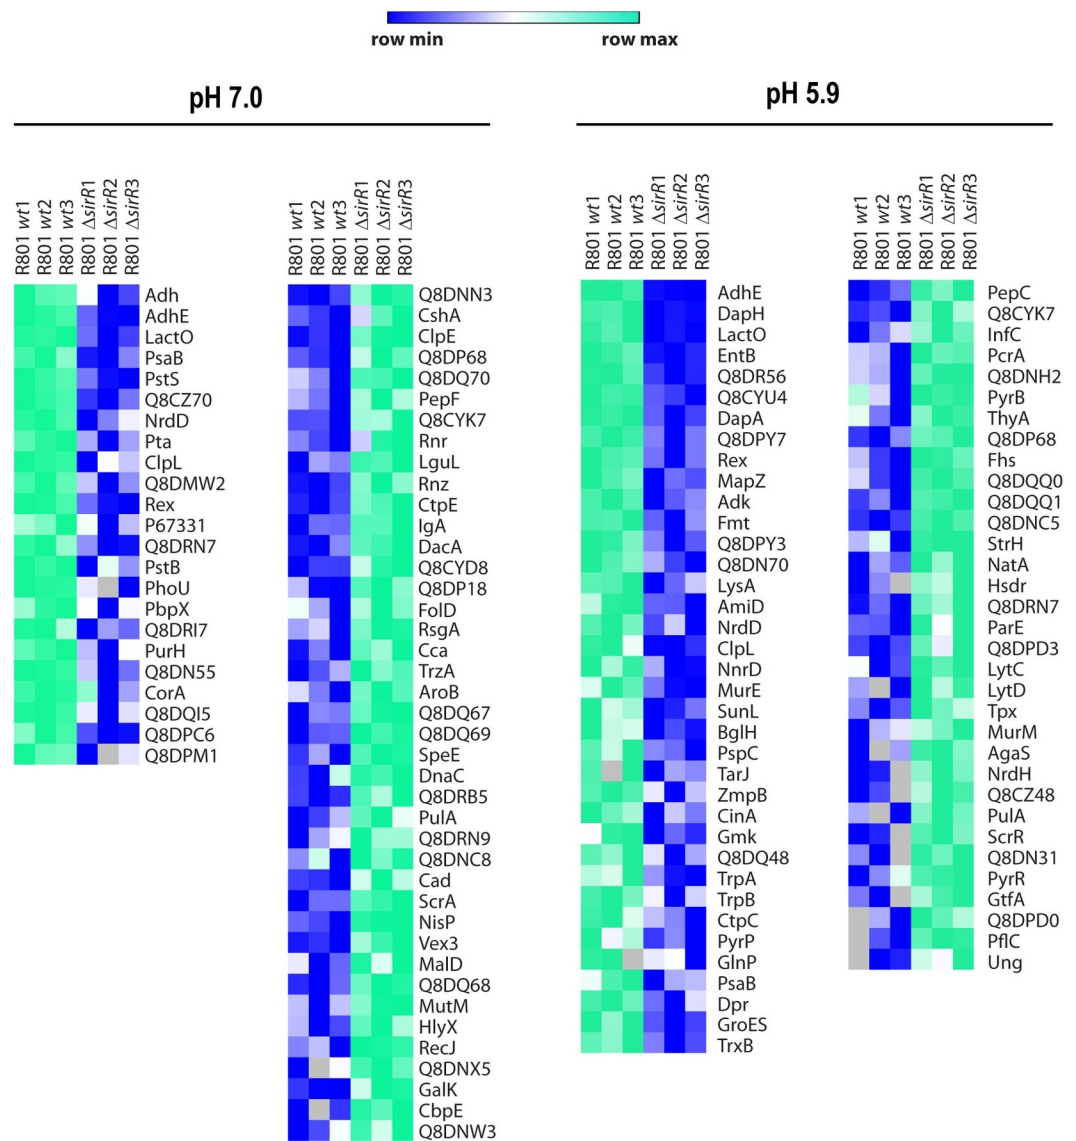 row min row max
pH 7.0
pH 5.9
R801 wt1
R801 wt2
R801 wt3
R801 ΔsirR1
R801 ΔsirR2
R801 ΔsirR3
Adh
AdhE
LactO
PsaB
PstS
Q8CZ70
NrdD
Pta
ClpL
Q8DMW2
Rex
P67331
Q8DRN7
PstB
PhoU
PbpX
Q8DRI7
PurH
Q8DN55
CorA
Q8DQI5
Q8DPC6
Q8DPM1
R801 wt1
R801 wt2
R801 wt3
R801 ΔsirR1
R801 ΔsirR2
R801 ΔsirR3
Q8DNN3
CshA
ClpE
Q8DP68
Q8DQ70
PepF
Q8CYK7
Rnr
LguL
Rnz
CtpE
IgA
DacA
Q8CYD8
Q8DP18
FolD
RsgA
Cca
TrzA
AroB
Q8DQ67
Q8DQ69
SpeE
DnaC
Q8DRB5
PulA
Q8DRN9
Q8DNC8
Cad
ScrA
NisP
Vex3
MalD
Q8DQ68
MutM
HlyX
RecJ
Q8DNX5
GalK
CbpE
Q8DNW3
R801 wt1
R801 wt2
R801 wt3
R801 ΔsirR1
R801 ΔsirR2
R801 ΔsirR3
AdhE
DapH
LactO
EntB
Q8DR56
Q8CYU4
DapA
Q8DPY7
Rex
MapZ
Adk
Fmt
Q8DPY3
Q8DN70
LysA
AmiD
NrdD
ClpL
NnrD
MurE
SunL
BglH
PspC
TarJ
ZmpB
CinA
Gmk
Q8DQ48
TrpA
TrpB
CtpC
PyrP
GlnP
PsaB
Dpr
GroES
TrxB
R801 wt1
R801 wt2
R801 wt3
R801 ΔsirR1
R801 ΔsirR2
R801 ΔsirR3
PepC
Q8CYK7
InfC
PcrA
Q8DNH2
PyrB
ThyA
Q8DP68
Fhs
Q8DQQ0
Q8DQQ1
Q8DNC5
StrH
NatA
Hsdr
Q8DRN7
ParE
Q8DPD3
LytC
LytD
Tpx
MurM
AgaS
NrdH
Q8CZ48
PulA
ScrR
Q8DN31
PyrR
GtfA
Q8DPD0
PflC
Ung